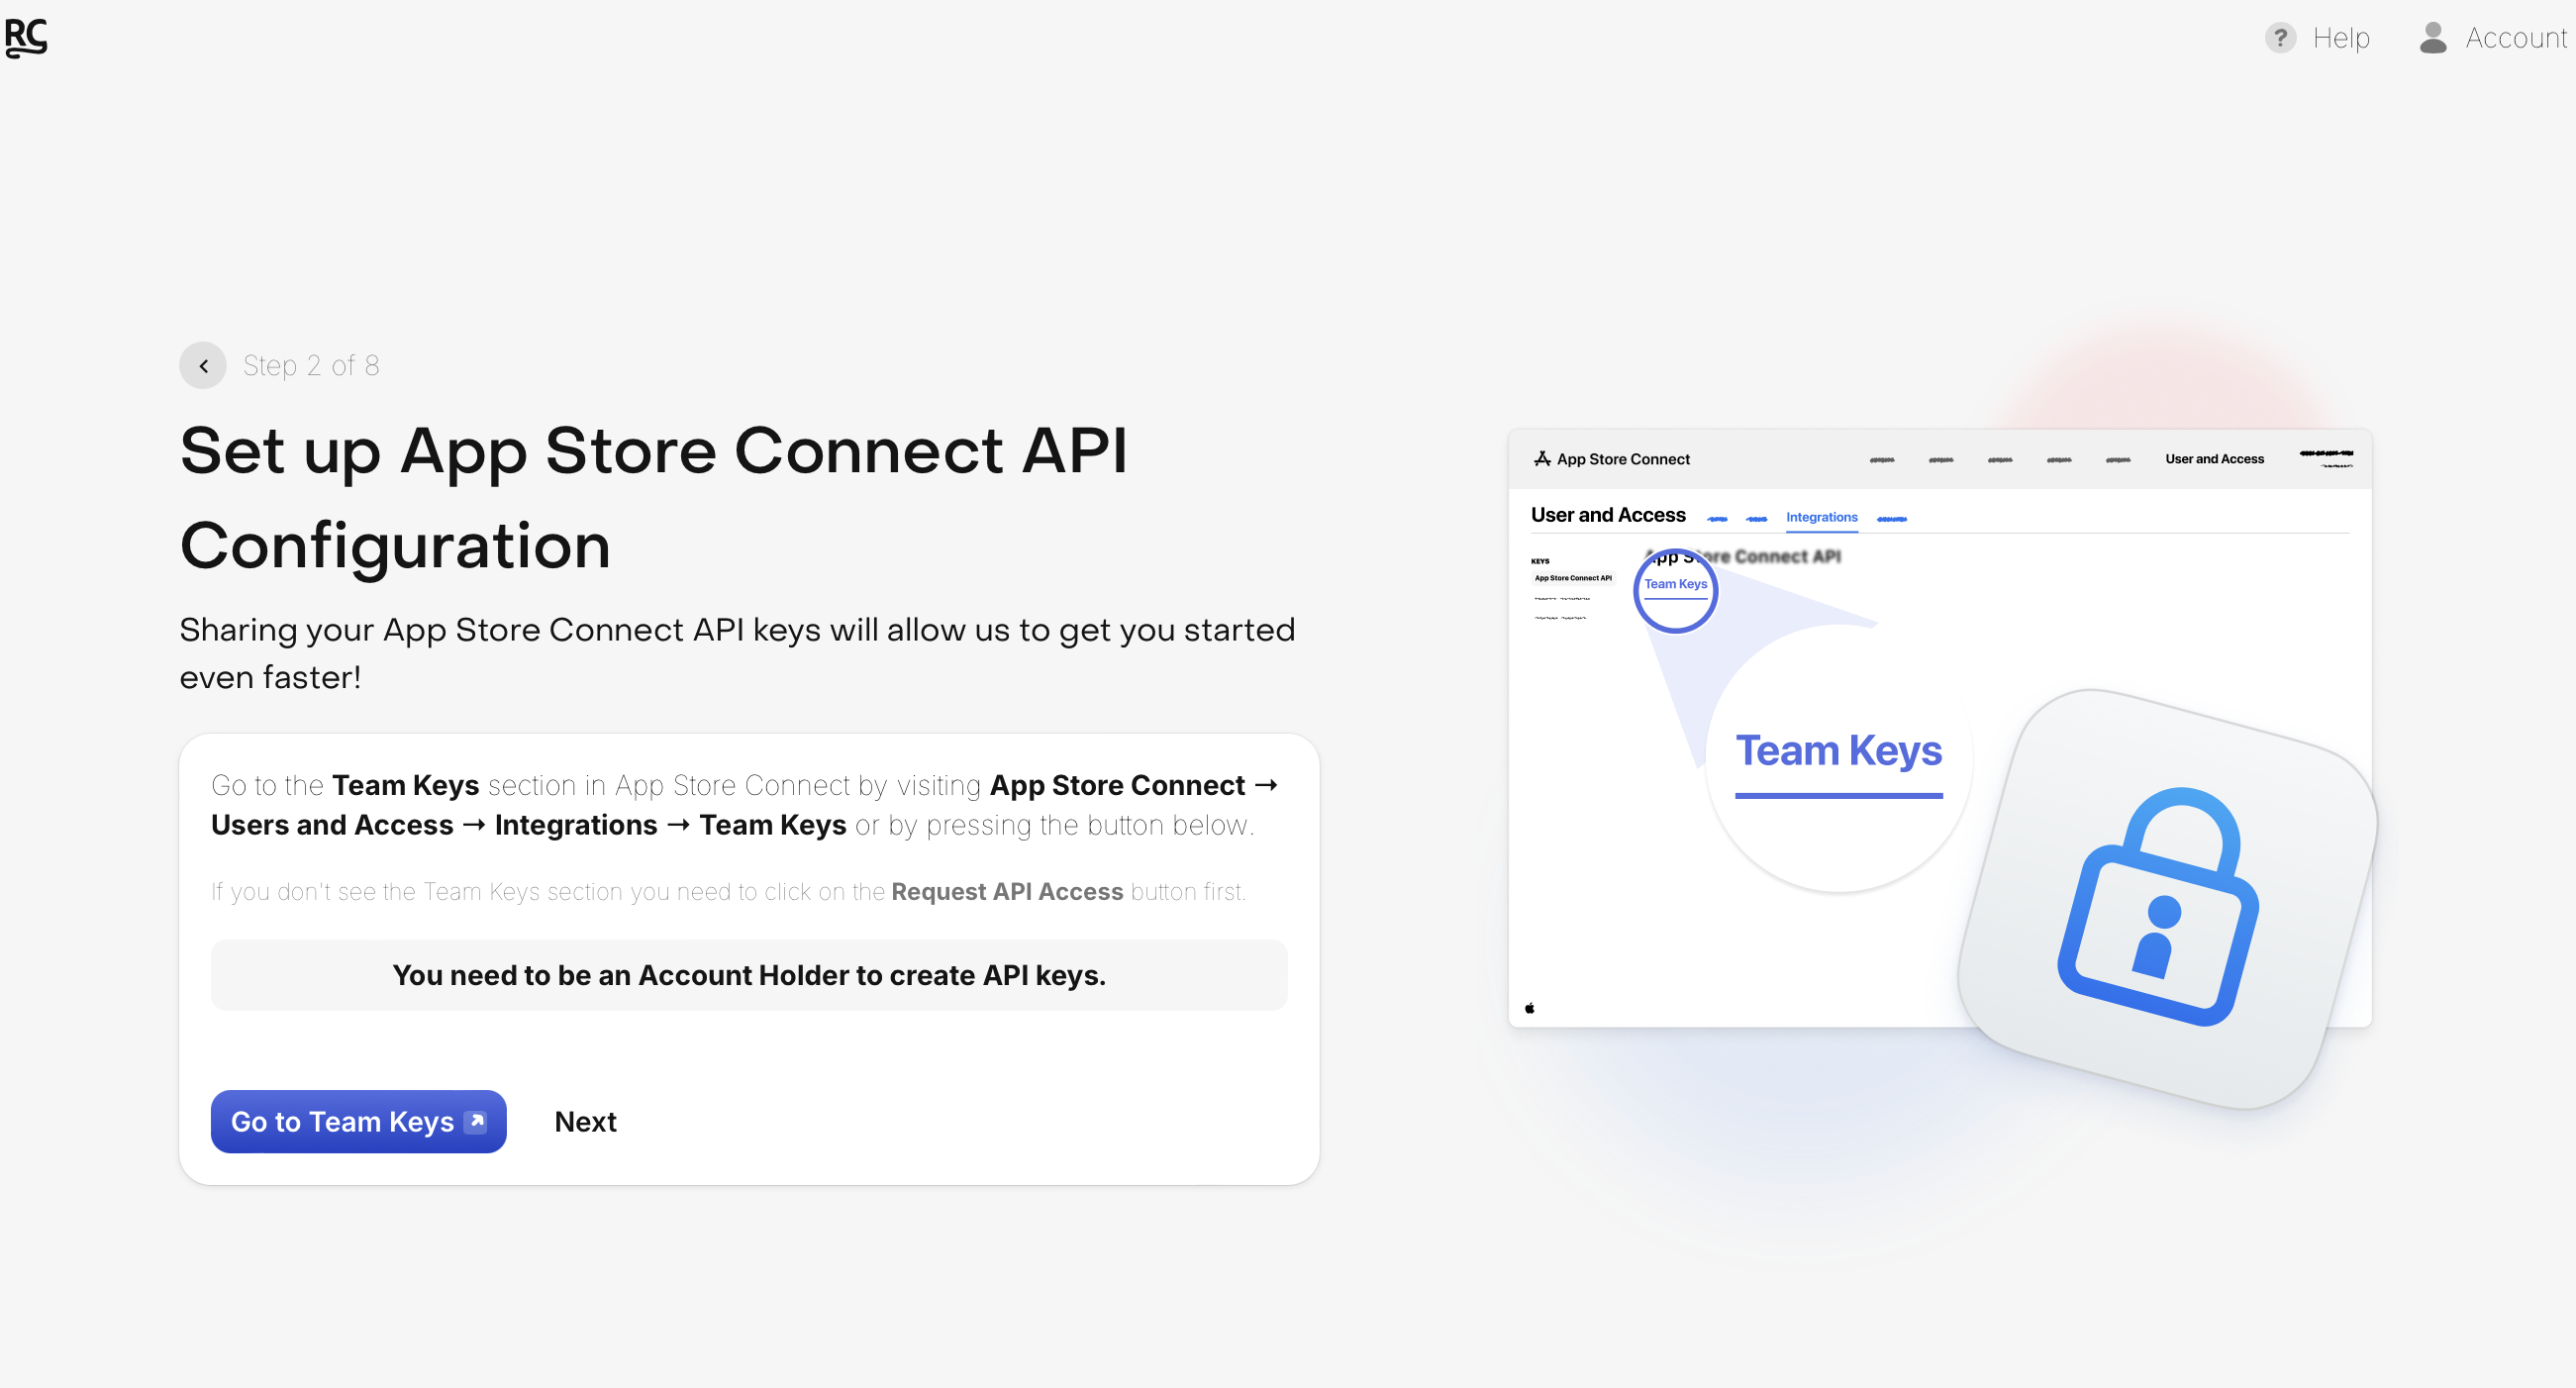 RC
Help
Account
Step 2 of 8
Set up App Store Connect API
Configuration
Sharing your App Store Connect API keys will allow us to get you started
even faster!
Go to the Team Keys section in App Store Connect by visiting App Store Connect →
Users and Access → Integrations → Team Keys or by pressing the button below.
If you don't see the Team Keys section you need to click on the Request API Access button first.
You need to be an Account Holder to create API keys.
Go to Team Keys
Next
App Store Connect
User and Access
User and Access
Integrations
KEYS
App Store Connect API
App Store Connect API
Team Keys
Team Keys